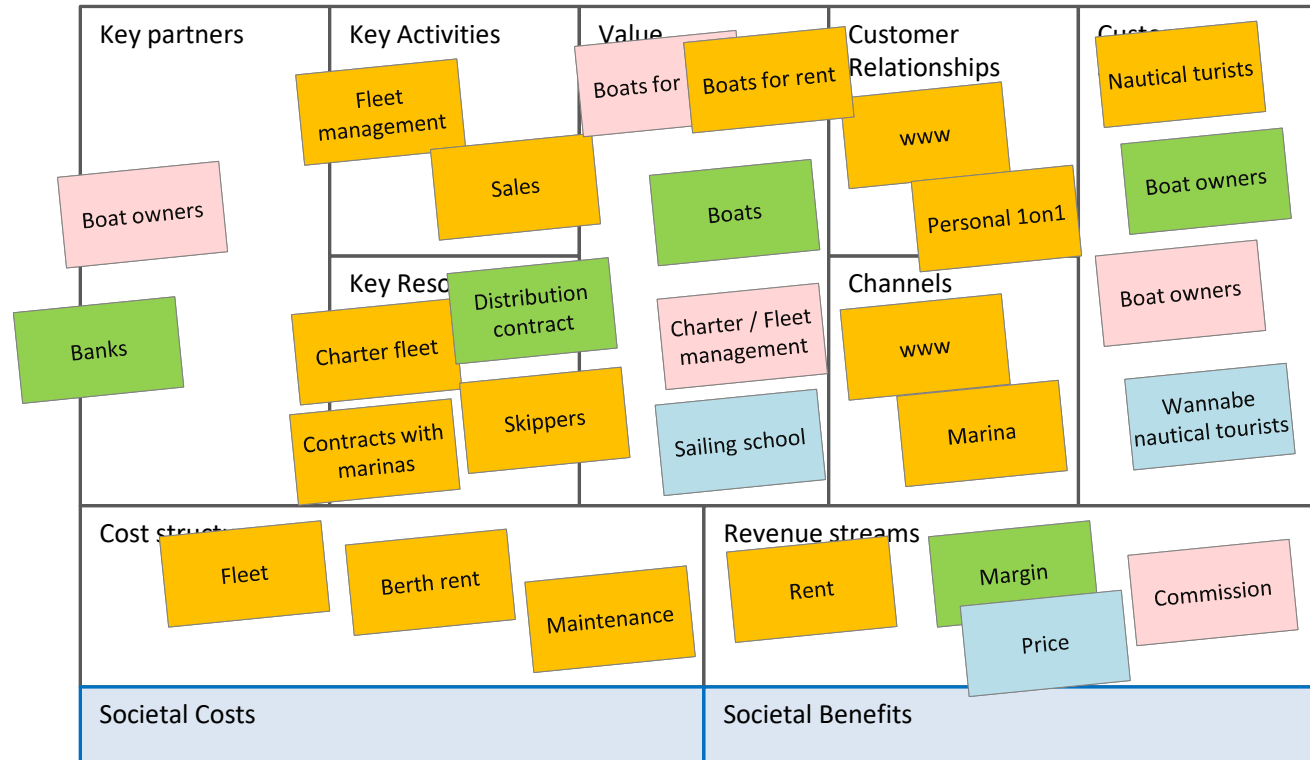 Key partners
Boat owners
Banks
Key Activities
Fleet
management
Sales
Key Reso
Charter fleet
Distribution
contract
Contracts with
marinas
Skippers
Value
Boats for
Boats for rent
Boats
Charter / Fleet
management
Sailing school
Customer
Relationships
www
Personal 1on1
Channels
www
Marina
Nautical turists
Boat owners
Boat owners
Wannabe
nautical tourists
Cost
Fleet
Berth rent
Maintenance
Revenue streams
Rent
Margin
Price
Commission
Societal Costs
Societal Benefits